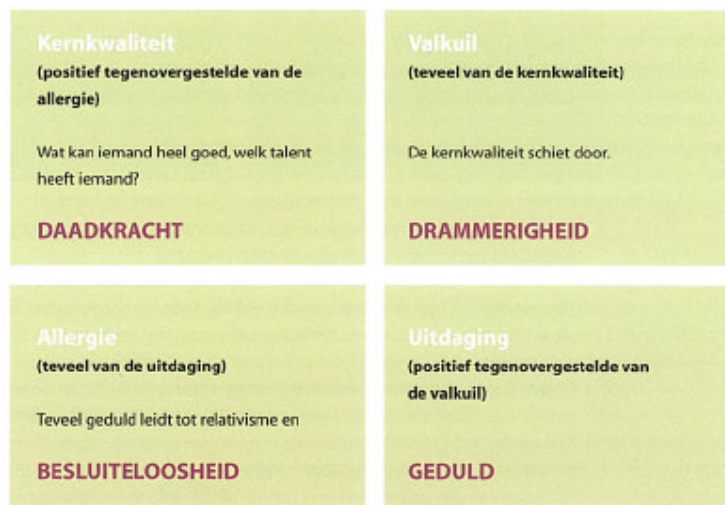 Kernkwaliteit
(positief tegenovergestelde van de
allergie)
Wat kan iemand heel goed, welk talent
heeft iemand?
DAADKRACHT
Valkuil
(teveel van de kernkwaliteit)
De kernkwaliteit schiet door.
DRAMMERIGHEID
Allergie
(teveel van de uitdaging)
Teveel geduld leidt tot relativisme en
BESLUITELOOSHEID
Uitdaging
(positief tegenovergestelde van
de valkuil)
GEDULD